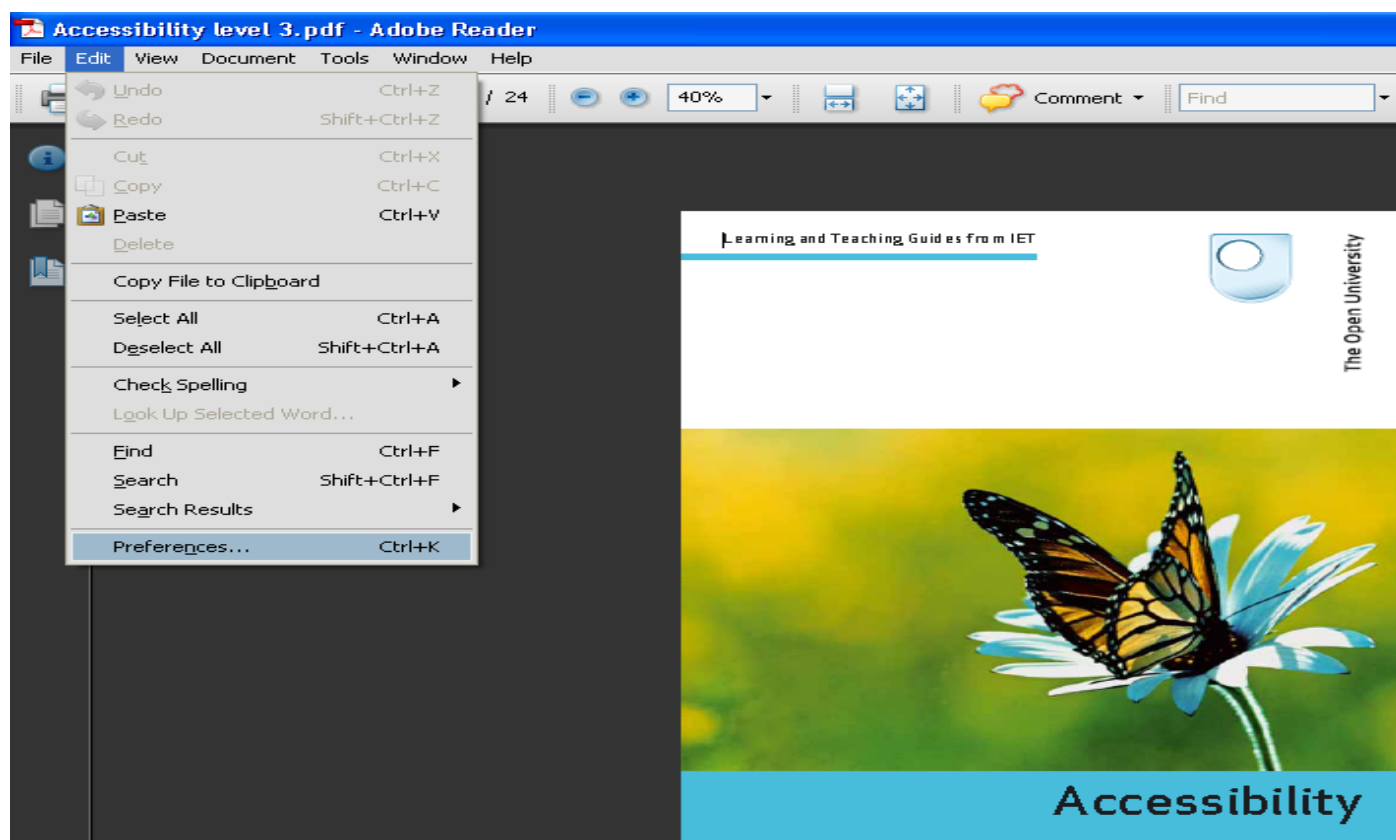 Accessibility level 3.pdf - Adobe Reader
File Edit View Document Tools Window Help
/ 24 40% Comment Find
Undo Ctrl+Z
Redo Shift+Ctrl+Z
Cut Ctrl+X
Copy Ctrl+C
Paste Ctrl+V
Delete
Copy File to Clipboard
Select All Ctrl+A
Deselect All Shift+Ctrl+A
Check Spelling
Look Up Selected Word...
Find Ctrl+F
Search Shift+Ctrl+F
Search Results
Preferences... Ctrl+K
Learning and Teaching Guides from IET
The Open University
Accessibility